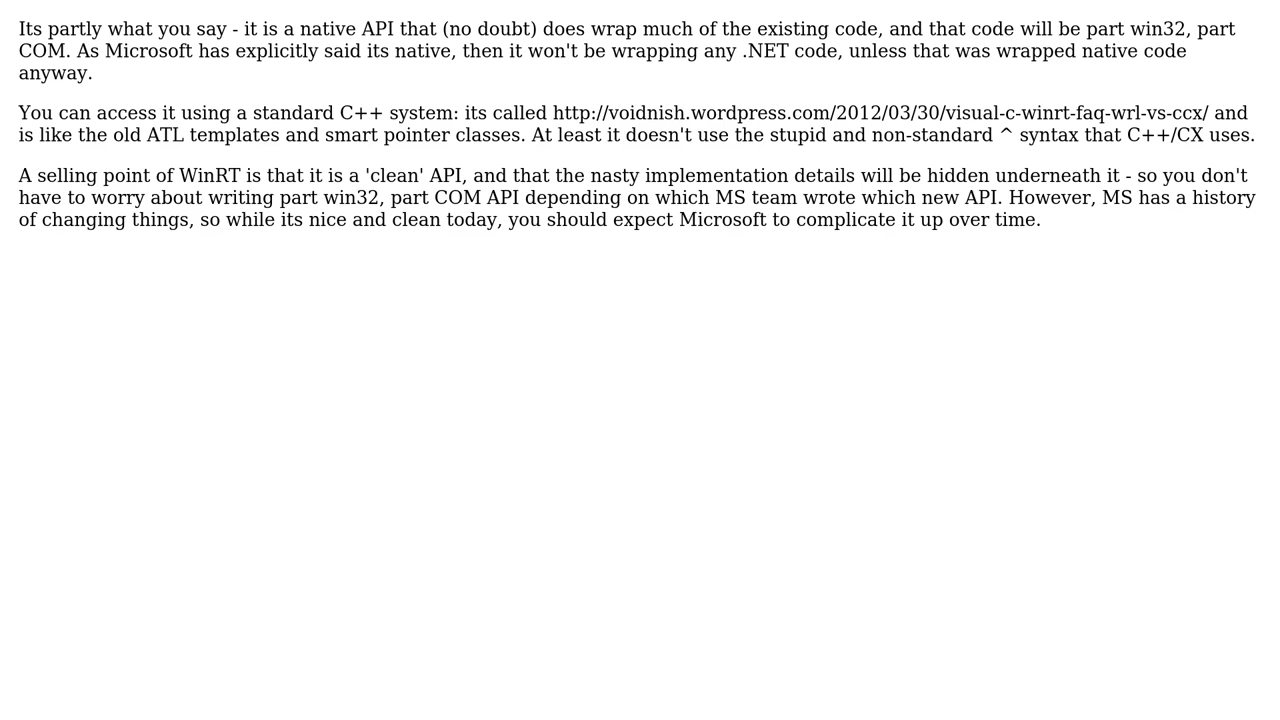 Its partly what you say - it is a native API that (no doubt) does wrap much of the existing code, and that code will be part win32, part
COM. As Microsoft has explicitly said its native, then it won't be wrapping any .NET code, unless that was wrapped native code
anyway.
You can access it using a standard C++ system: its called http://voidnish.wordpress.com/2012/03/30/visual-c-winrt-faq-wrl-vs-ccx/ and
is like the old ATL templates and smart pointer classes. At least it doesn't use the stupid and non-standard ^ syntax that C++/CX uses.
A selling point of WinRT is that it is a 'clean' API, and that the nasty implementation details will be hidden underneath it - so you don't
have to worry about writing part win32, part COM API depending on which MS team wrote which new API. However, MS has a history
of changing things, so while its nice and clean today, you should expect Microsoft to complicate it up over time.